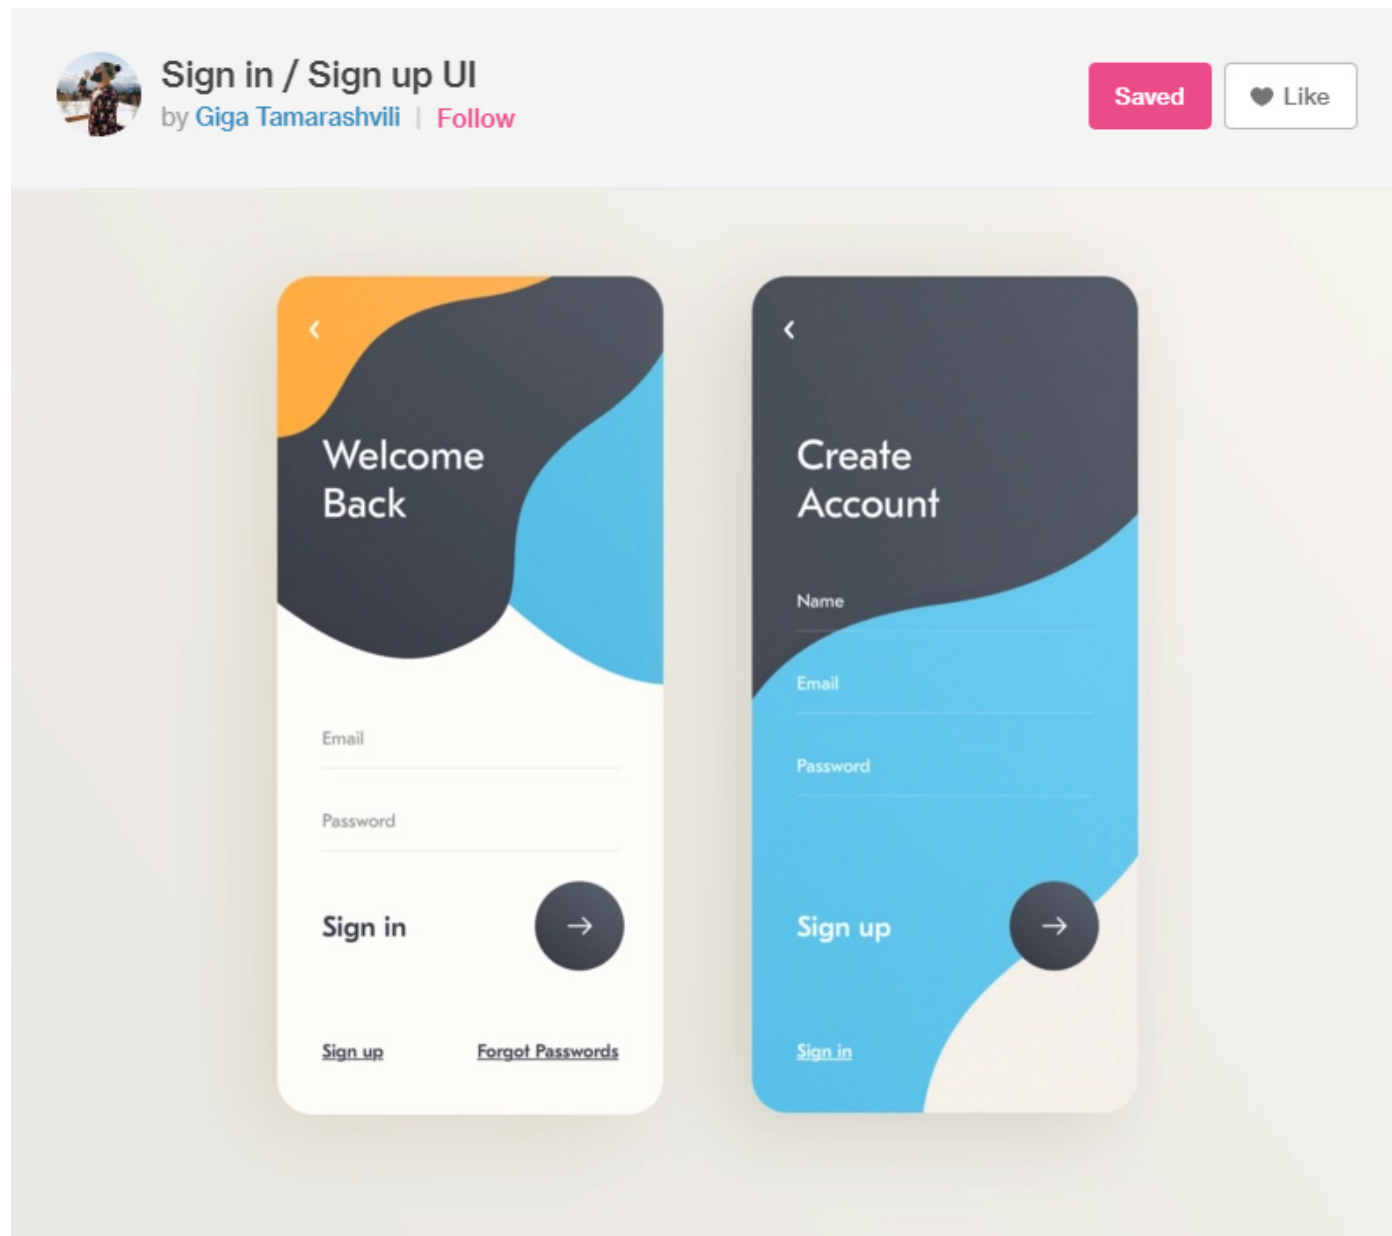 Sign in / Sign up UI
by Giga Tamarashvili | Follow
Saved
Like
Welcome
Back
Email
Password
Sign in
Sign up
Forgot Passwords
Create
Account
Name
Email
Password
Sign up
Sign in